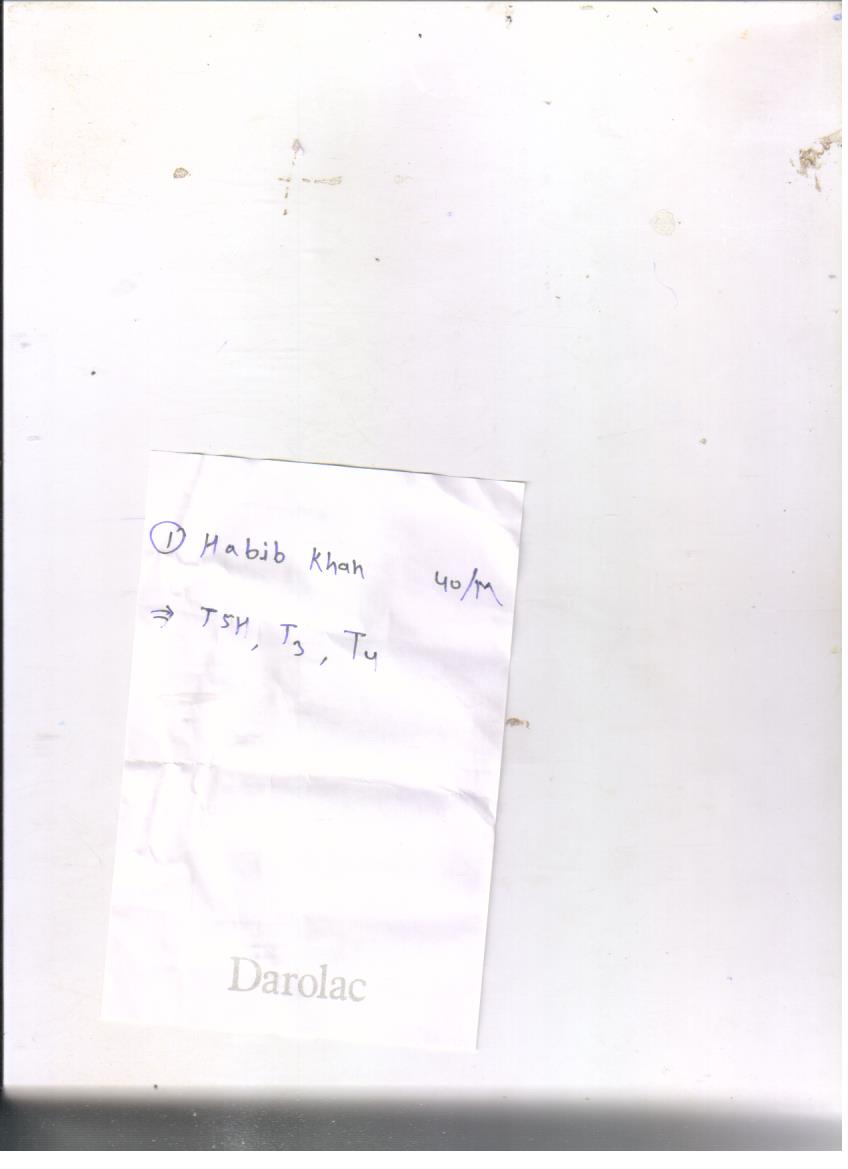 ① Habib Khan 40/M
⇒ TSH, T3, T4
Darolac